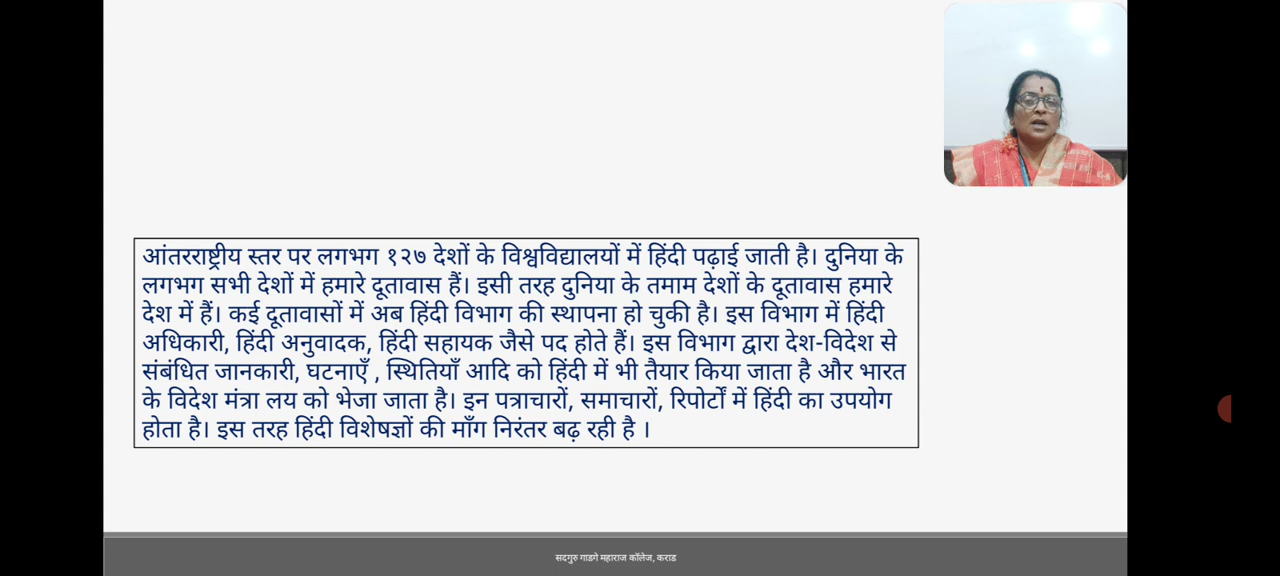 आंतरराष्ट्रीय स्तर पर लगभग १२७ देशों के विश्वविद्यालयों में हिंदी पढ़ाई जाती है। दुनिया के
लगभग सभी देशों में हमारे दूतावास हैं। इसी तरह दुनिया के तमाम देशों के दूतावास हमारे
देश में हैं। कई दूतावासों में अब हिंदी विभाग की स्थापना हो चुकी है। इस विभाग में हिंदी
अधिकारी, हिंदी अनुवादक, हिंदी सहायक जैसे पद होते हैं। इस विभाग द्वारा देश-विदेश से
संबंधित जानकारी, घटनाएँ , स्थितियाँ आदि को हिंदी में भी तैयार किया जाता है और भारत
के विदेश मंत्रा लय को भेजा जाता है। इन पत्राचारों, समाचारों, रिपोर्टों में हिंदी का उपयोग
होता है। इस तरह हिंदी विशेषज्ञों की माँग निरंतर बढ़ रही है ।
सदगुरु गाडगे महाराज कॉलेज, कराड